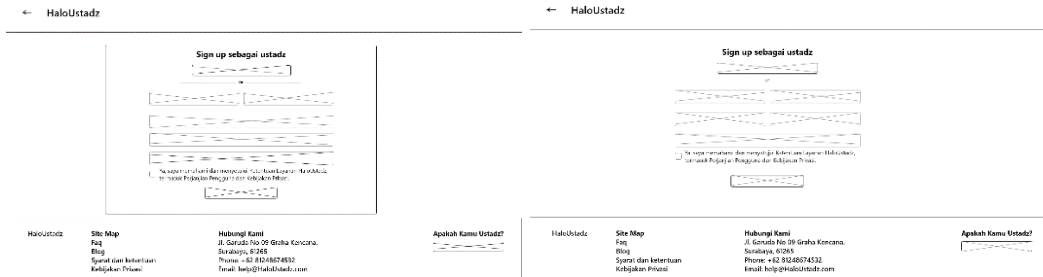 ← HaloUstadz
Sign up sebagai ustadz
or
Ya, saya memahami dan menyetujui Ketentuan Layanan HaloUstadz,
termasuk Perjanjian Pengguna dan Kebijakan Privasi.
HaloUstadz
Site Map
Faq
Blog
Syarat dan ketentuan
Kebijakan Privasi
Hubungi Kami
Jl. Garuda No 09 Graha Kencana,
Surabaya, 61265
Phone: +62 81248674532
Email: help@HaloUstadz.com
Apakah Kamu Ustadz?
← HaloUstadz
Sign up sebagai ustadz
or
Ya, saya memahami dan menyetujui Ketentuan Layanan HaloUstadz,
termasuk Perjanjian Pengguna dan Kebijakan Privasi.
HaloUstadz
Site Map
Faq
Blog
Syarat dan ketentuan
Kebijakan Privasi
Hubungi Kami
Jl. Garuda No 09 Graha Kencana,
Surabaya, 61265
Phone: +62 81248674532
Email: help@HaloUstadz.com
Apakah Kamu Ustadz?